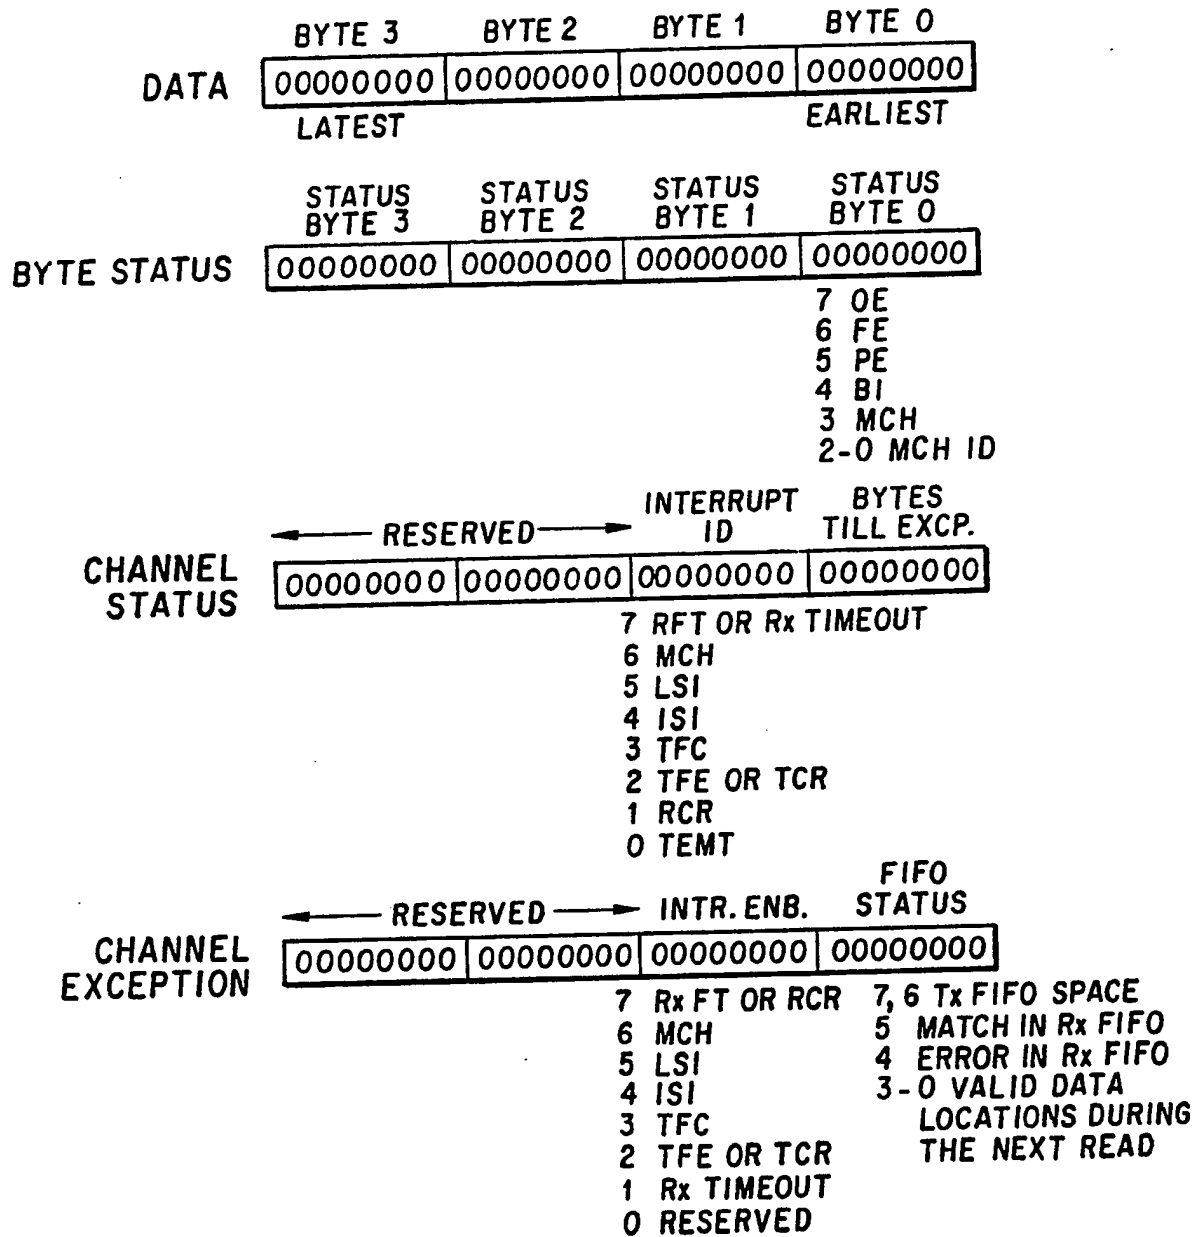 BYTE 3 BYTE 2 BYTE 1 BYTE 0
DATA 00000000 00000000 00000000 00000000
LATEST EARLIEST
STATUS STATUS STATUS STATUS
BYTE 3 BYTE 2 BYTE 1 BYTE 0
BYTE STATUS 00000000 00000000 00000000 00000000
7 OE
6 FE
5 PE
4 BI
3 MCH
2-0 MCH ID
RESERVED
INTERRUPT
ID
BYTES
TILL EXCP.
CHANNEL
STATUS
00000000 00000000 00000000 00000000
7 RFT OR Rx TIMEOUT
6 MCH
5 LSI
4 ISI
3 TFC
2 TFE OR TCR
1 RCR
0 TEMT
RESERVED
INTR. ENB.
FIFO
STATUS
CHANNEL
EXCEPTION
00000000 00000000 00000000 00000000
7 Rx FT OR RCR
6 MCH
5 LSI
4 ISI
3 TFC
2 TFE OR TCR
1 Rx TIMEOUT
0 RESERVED
7,6 Tx FIFO SPACE
5 MATCH IN Rx FIFO
4 ERROR IN Rx FIFO
3-0 VALID DATA
LOCATIONS DURING
THE NEXT READ